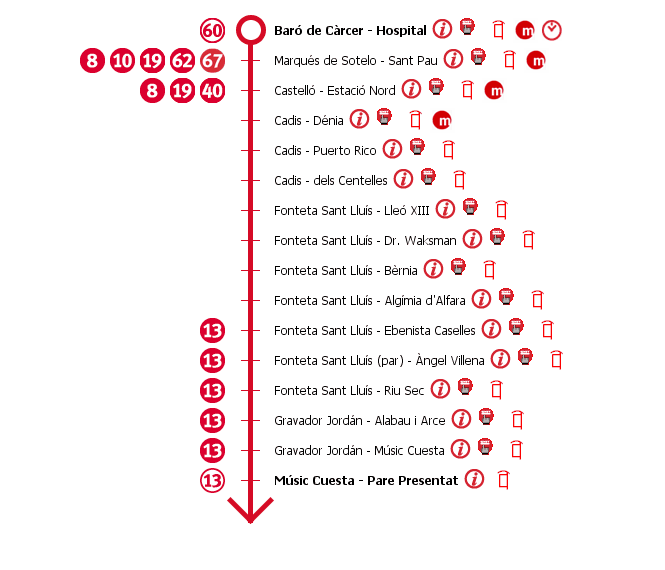 60 Baró de Càrcer - Hospital i m
8 10 19 62 67 Marqués de Sotelo - Sant Pau i m
8 19 40 Castelló - Estació Nord i m
Cadis - Dénia i m
Cadis - Puerto Rico i
Cadis - dels Centelles i
Fonteta Sant Lluís - Lleó XIII i
Fonteta Sant Lluís - Dr. Waksman i
Fonteta Sant Lluís - Bèrnia i
Fonteta Sant Lluís - Algímia d'Alfara i
13 Fonteta Sant Lluís - Ebenista Caselles i
13 Fonteta Sant Lluís (par) - Àngel Villena i
13 Fonteta Sant Lluís - Riu Sec i
13 Gravador Jordán - Alabau i Arce i
13 Gravador Jordán - Músic Cuesta i
13 Músic Cuesta - Pare Presentat i